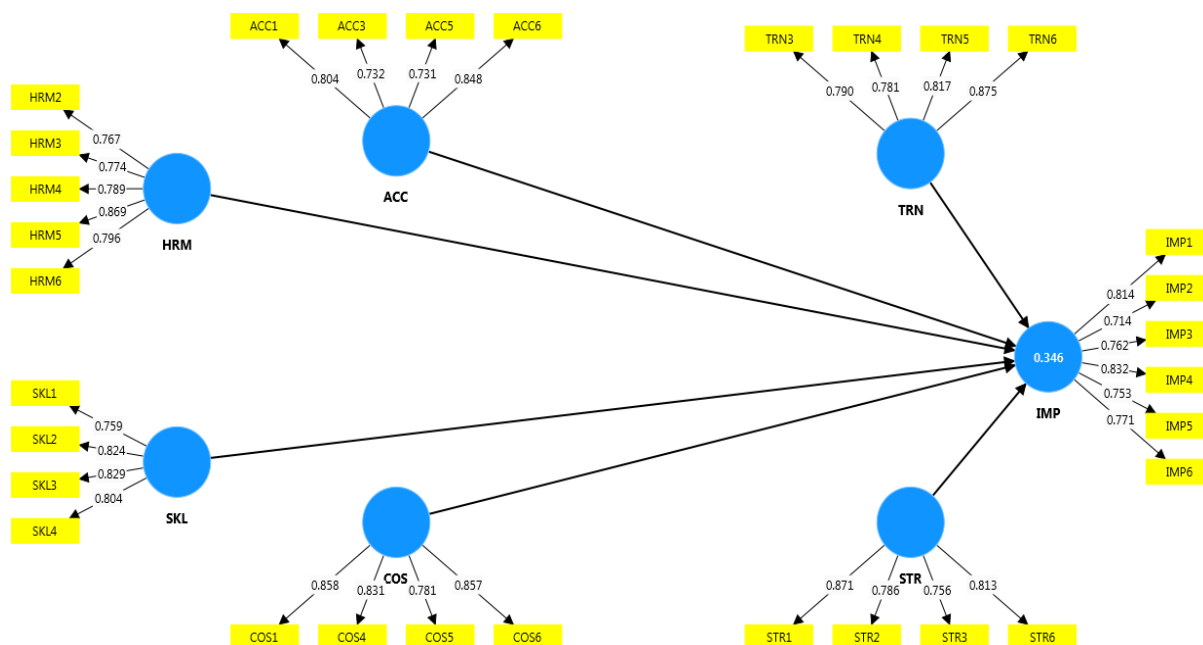 ACC1
ACC3
ACC5
ACC6
0.804
0.732
0.731
0.848
ACC
TRN3
TRN4
TRN5
TRN6
0.790
0.781
0.817
0.875
TRN
HRM2
HRM3
HRM4
HRM5
HRM6
0.767
0.774
0.789
0.869
0.796
HRM
IMP1
IMP2
IMP3
IMP4
IMP5
IMP6
0.814
0.714
0.762
0.832
0.753
0.771
0.346
IMP
SKL1
SKL2
SKL3
SKL4
0.759
0.824
0.829
0.804
SKL
COS
0.858
0.831
0.781
0.857
COS1
COS4
COS5
COS6
STR
0.871
0.786
0.756
0.813
STR1
STR2
STR3
STR6